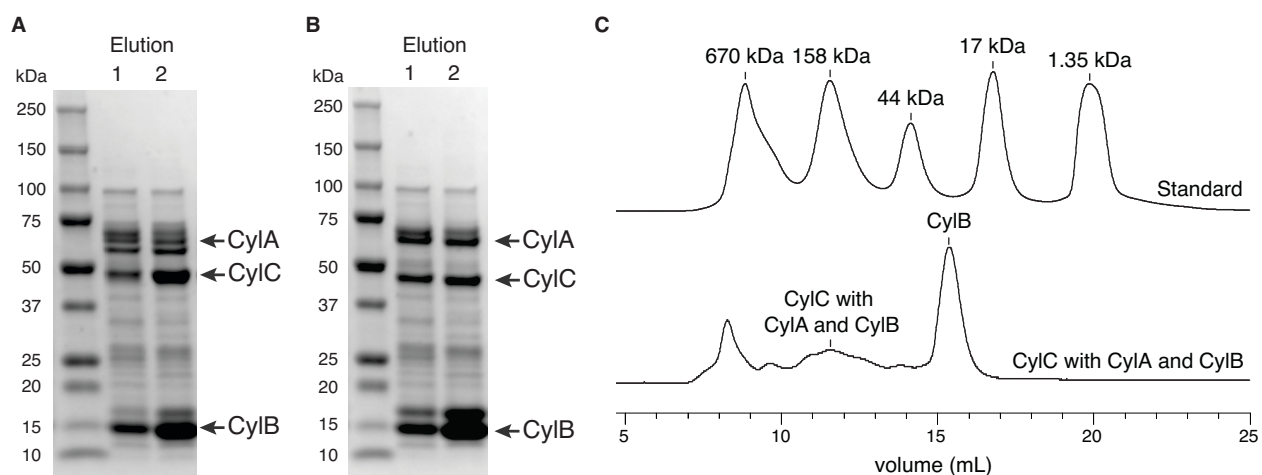 A
Elution
kDa 1 2
250
150
100
75
50
37
25
20
15
10
CylA
CylC
CylB
B
Elution
kDa 1 2
250
150
100
75
50
37
25
20
15
10
CylA
CylC
CylB
C
670 kDa 158 kDa 44 kDa 17 kDa 1.35 kDa
Standard
CylB
CylC with
CylA and CylB
CylC with CylA and CylB
5 10 15 20 25
volume (mL)